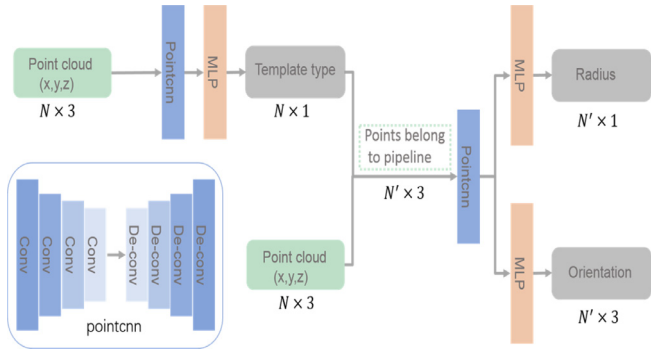 Point cloud
(x,y,z)
N × 3
Pointcnn
MLP
Template type
N × 1
Points belong
to pipeline
N′ × 3
Pointcnn
MLP
Radius
N′ × 1
Point cloud
(x,y,z)
N × 3
MLP
Orientation
N′ × 3
Conv
Conv
Conv
Conv
De-conv
De-conv
De-conv
De-conv
pointcnn